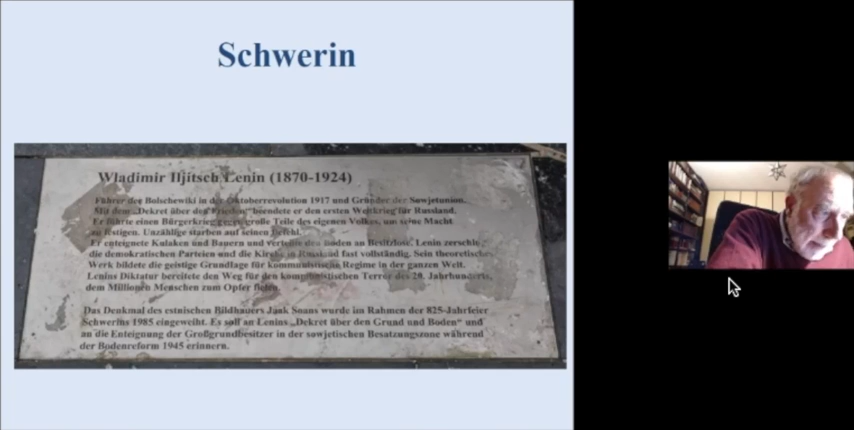 Schwerin
Wladimir Iljitsch Lenin (1870-1924)
Führer der Bolschewiki in der Oktoberrevolution 1917 und Gründer der Sowjetunion.
Mit dem „Dekret über den Frieden“ beendete er den ersten Weltkrieg für Russland.
Er führte einen Bürgerkrieg gegen große Teile des eigenen Volkes, um seine Macht
zu festigen. Unzählige starben auf seinen Befehl.
Er enteignete Kulaken und Bauern und verteilte den Boden an Besitzlose. Lenin zerschlug
die demokratischen Parteien und die Kirche in Russland fast vollständig. Sein theoretisches
Werk bildete die geistige Grundlage für kommunistische Regime in der ganzen Welt.
Lenins Diktatur bereitete den Weg für den kommunistischen Terror des 20. Jahrhunderts,
dem Millionen Menschen zum Opfer fielen.
Das Denkmal des estnischen Bildhauers Jaak Soans wurde im Rahmen der 825-Jahrfeier
Schwerins 1985 eingeweiht. Es soll an Lenins „Dekret über den Grund und Boden“ und
an die Enteignung der Großgrundbesitzer in der sowjetischen Besatzungszone während
der Bodenreform 1945 erinnern.